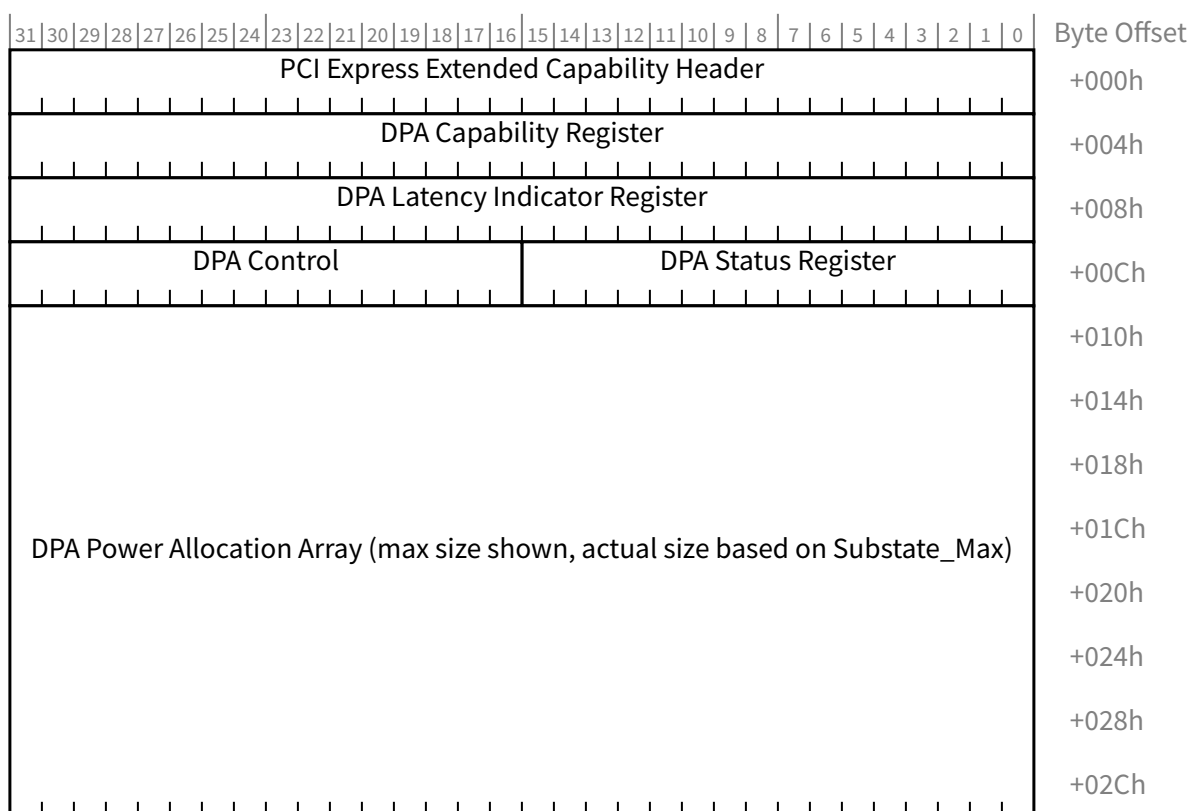 31 30 29 28 27 26 25 24 23 22 21 20 19 18 17 16 15 14 13 12 11 10 9 8 7 6 5 4 3 2 1 0 Byte Offset
PCI Express Extended Capability Header +000h
DPA Capability Register +004h
DPA Latency Indicator Register +008h
DPA Control DPA Status Register +00Ch
+010h
+014h
+018h
+01Ch
DPA Power Allocation Array (max size shown, actual size based on Substate_Max)
+020h
+024h
+028h
+02Ch